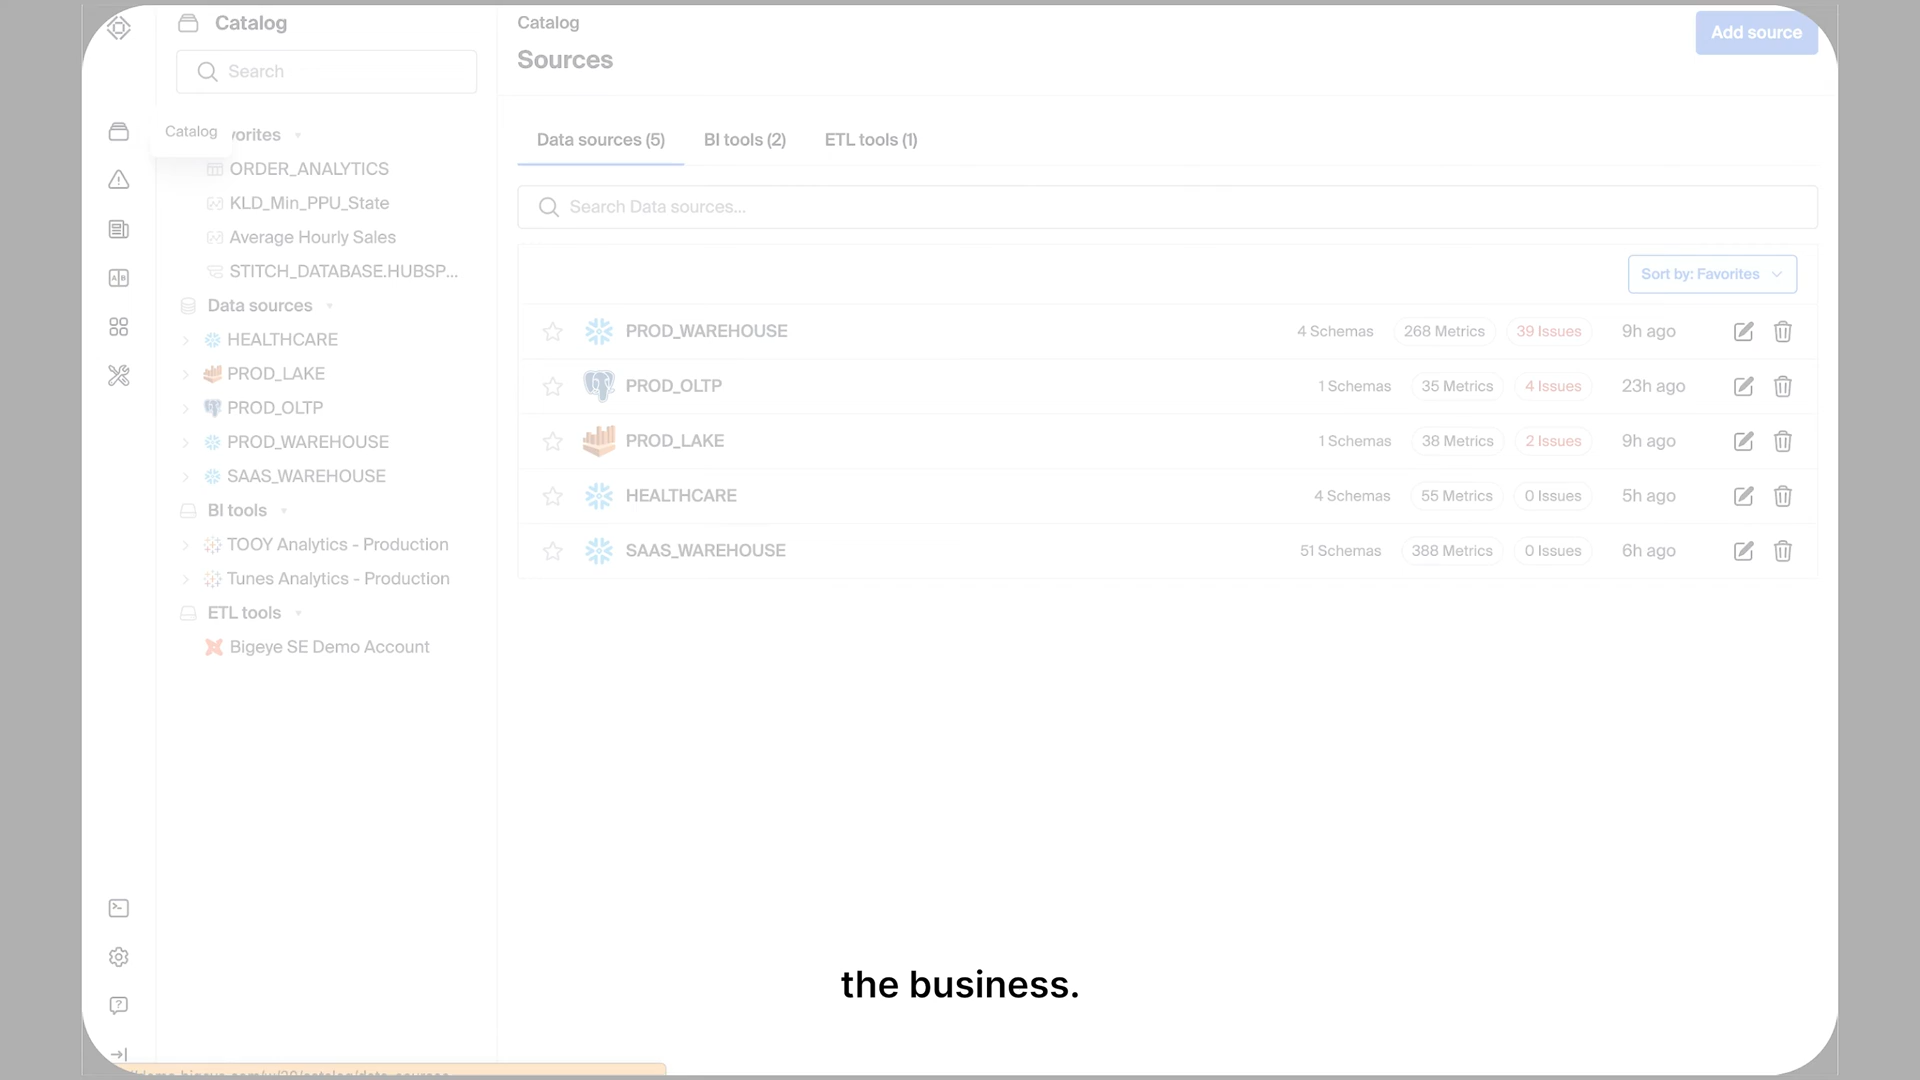 Catalog
Search
Catalog
vorites
ORDER_ANALYTICS
KLD_Min_PPU_State
Average Hourly Sales
STITCH_DATABASE.HUBSP...
Data sources
HEALTHCARE
PROD_LAKE
PROD_OLTP
PROD_WAREHOUSE
SAAS_WAREHOUSE
BI tools
TOOY Analytics - Production
Tunes Analytics - Production
ETL tools
Bigeye SE Demo Account
Catalog
Sources
Add source
Data sources (5) BI tools (2) ETL tools (1)
Search Data sources...
Sort by: Favorites
PROD_WAREHOUSE 4 Schemas 268 Metrics 39 Issues 9h ago
PROD_OLTP 1 Schemas 35 Metrics 4 Issues 23h ago
PROD_LAKE 1 Schemas 38 Metrics 2 Issues 9h ago
HEALTHCARE 4 Schemas 55 Metrics 0 Issues 5h ago
SAAS_WAREHOUSE 51 Schemas 388 Metrics 0 Issues 6h ago
the business.